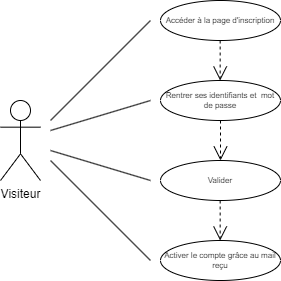 Accéder à la page d'inscription
Rentrer ses identifiants et mot
de passe
Visiteur
Valider
Activer le compte grâce au mail
reçu